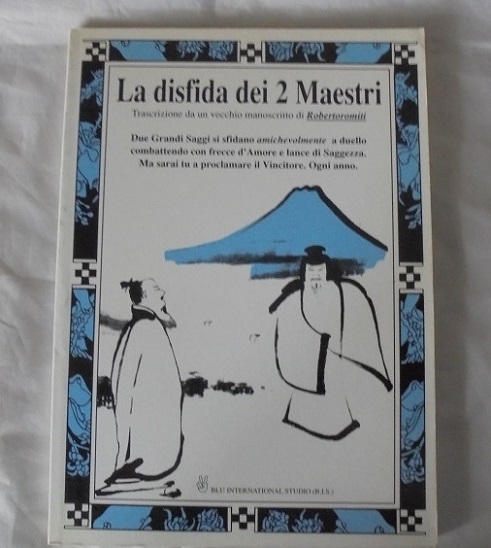 La disfida dei 2 Maestri
Trascrizione da un vecchio manoscritto di Robertoromiti
Due Grandi Saggi si sfidano amichevolmente a duello
combattendo con frecce d'Amore e lance di Saggezza.
Ma sarai tu a proclamare il Vincitore. Ogni anno.
BLU INTERNATIONAL STUDIO (B.I.S.)